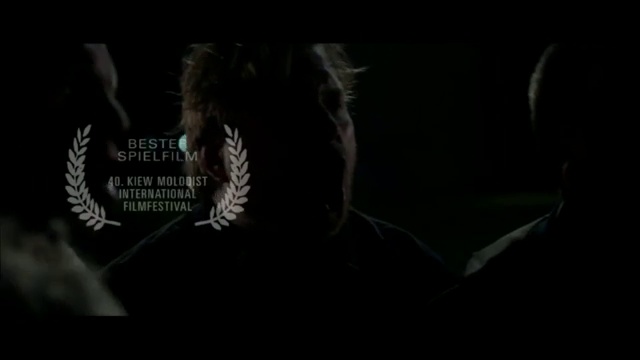 BESTER
SPIELFILM
40. KIEW MOLODIST
INTERNATIONAL
FILMFESTIVAL